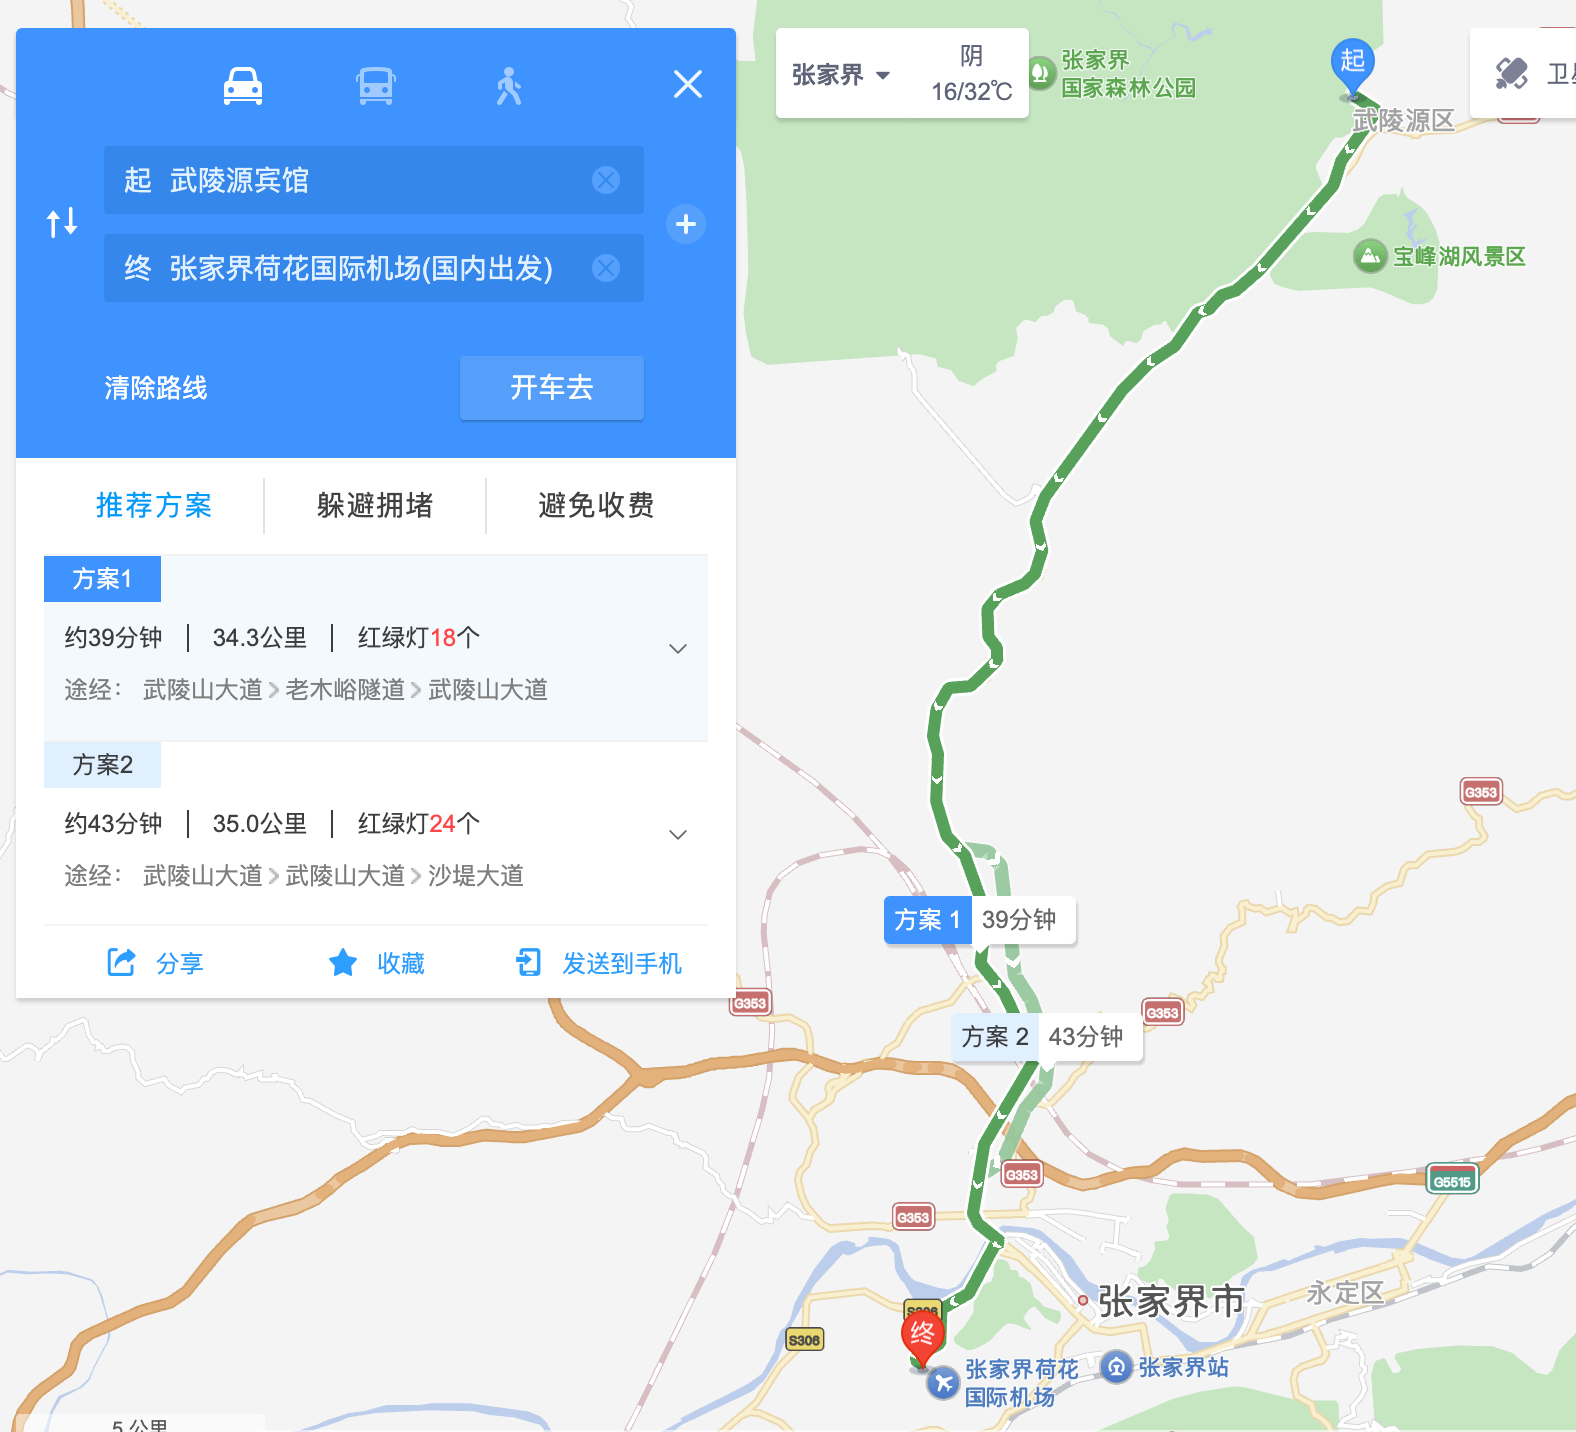 起 武陵源宾馆
终 张家界荷花国际机场(国内出发)
清除路线
开车去
推荐方案
躲避拥堵
避免收费
方案1
约39分钟 | 34.3公里 | 红绿灯18个
途经： 武陵山大道 > 老木峪隧道 > 武陵山大道
方案2
约43分钟 | 35.0公里 | 红绿灯24个
途经： 武陵山大道 > 武陵山大道 > 沙堤大道
分享
收藏
发送到手机
张家界
阴
16/32℃
张家界
国家森林公园
起
武陵源区
宝峰湖风景区
G353
方案 1 39分钟
G353
G353
方案 2 43分钟
G353
G5515
G353
张家界市
永定区
S306
S306
终
张家界荷花
国际机场
张家界站
5 公里